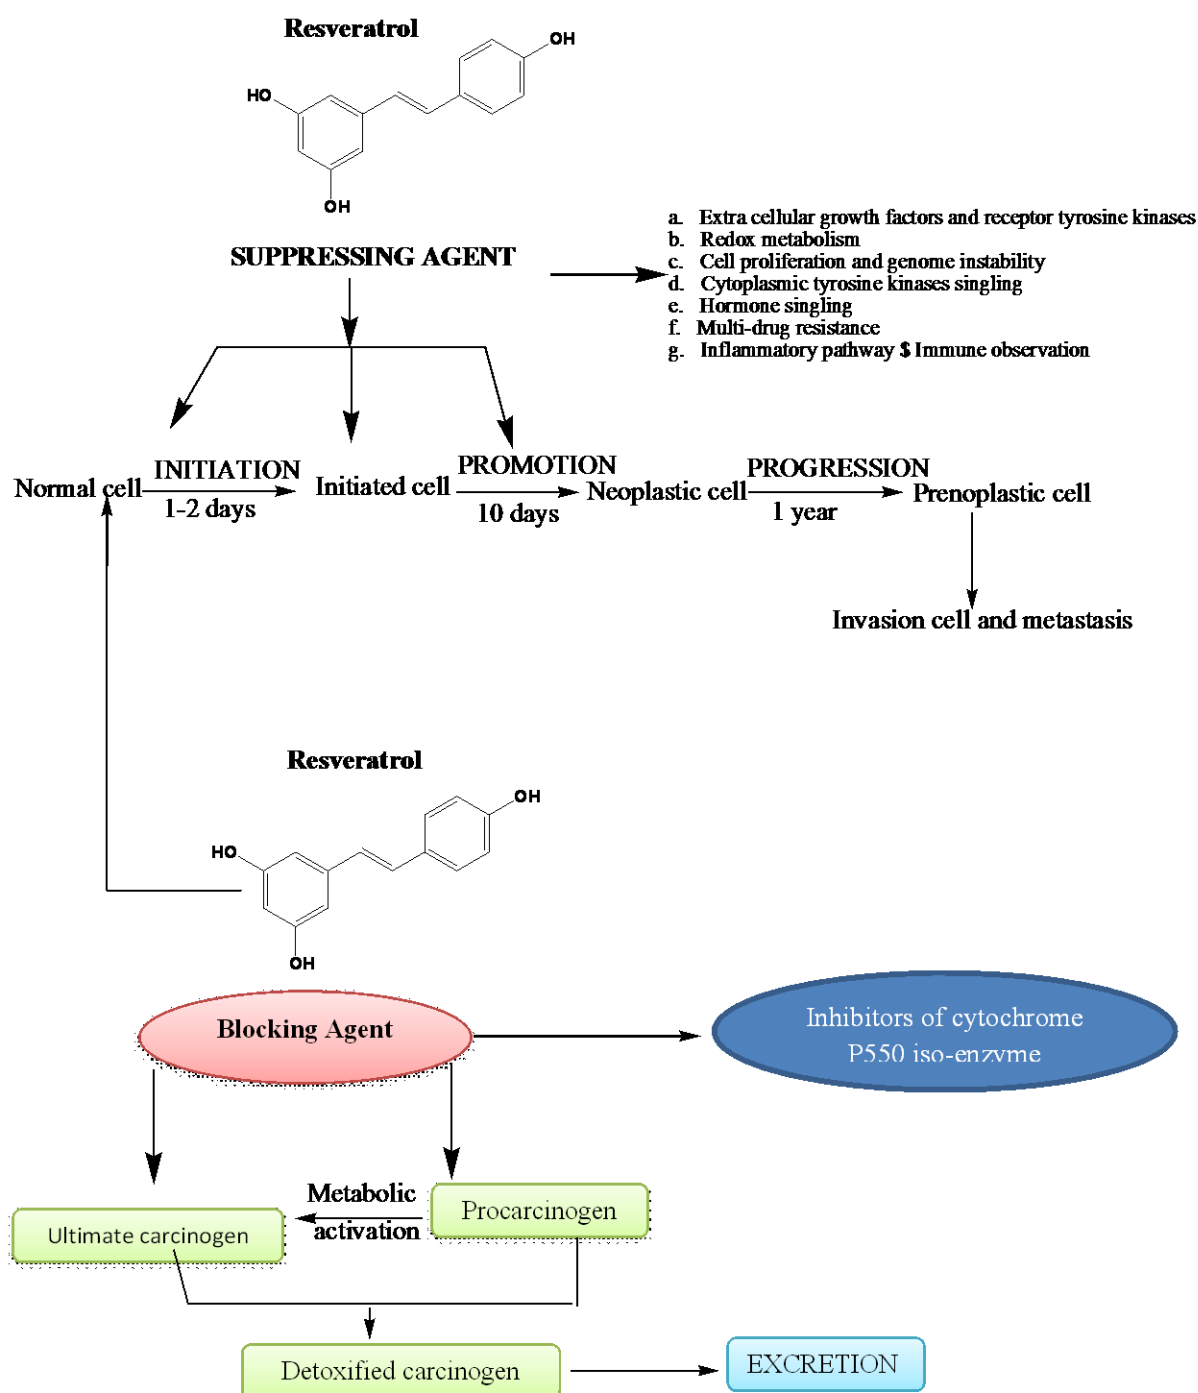 Resveratrol
OH
HO
OH
SUPPRESSING AGENT
a. Extra cellular growth factors and receptor tyrosine kinases
b. Redox metabolism
c. Cell proliferation and genome instability
d. Cytoplasmic tyrosine kinases singling
e. Hormone singling
f. Multi-drug resistance
g. Inflammatory pathway $ Immune observation
Normal cell
INITIATION
1-2 days
Initiated cell
PROMOTION
10 days
Neoplastic cell
PROGRESSION
1 year
Prenoplastic cell
Invasion cell and metastasis
Resveratrol
OH
HO
OH
Blocking Agent
Inhibitors of cytochrome
P550 iso-enzyme
Metabolic
activation
Procarcinogen
Ultimate carcinogen
Detoxified carcinogen
EXCRETION